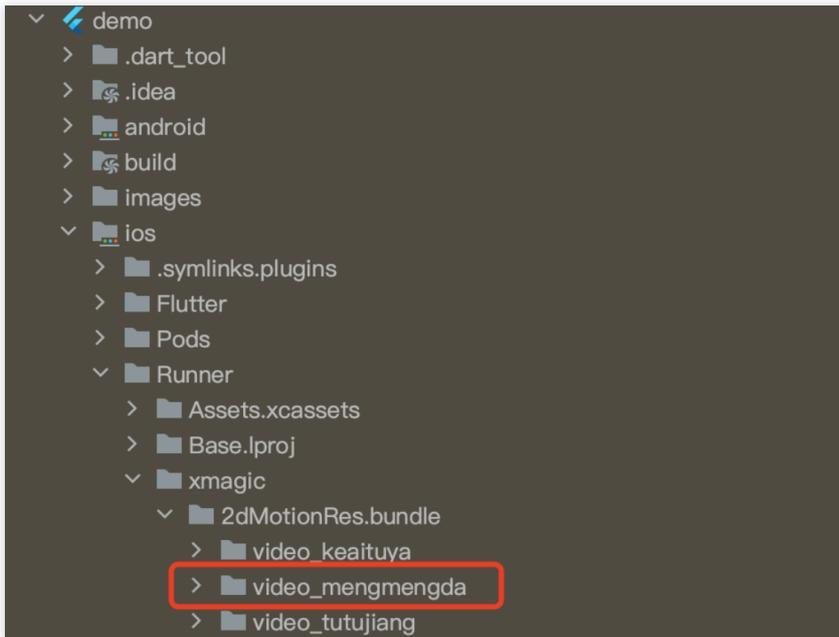 demo
.dart_tool
.idea
android
build
images
ios
.symlinks.plugins
Flutter
Pods
Runner
Assets.xcassets
Base.lproj
xmagic
2dMotionRes.bundle
video_keaituya
video_mengmengda
video_tutujiang